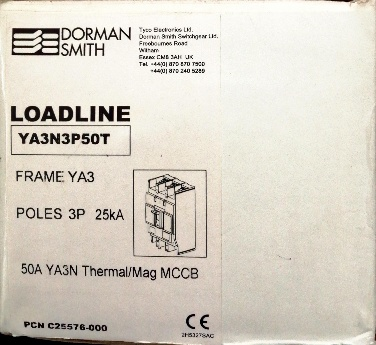 DORMAN
SMITH
Tyco Electronics Ltd.
Dorman Smith Switchgear Ltd.
Freebournes Road
Witham
Essex CM8 3AH UK
Tel. +44(0) 870 870 7500
+44(0) 870 240 5289
LOADLINE
YA3N3P50T
FRAME YA3
POLES 3P 25kA
50A YA3N Thermal/Mag MCCB
PCN C25576-000
CE
2H5327SAC